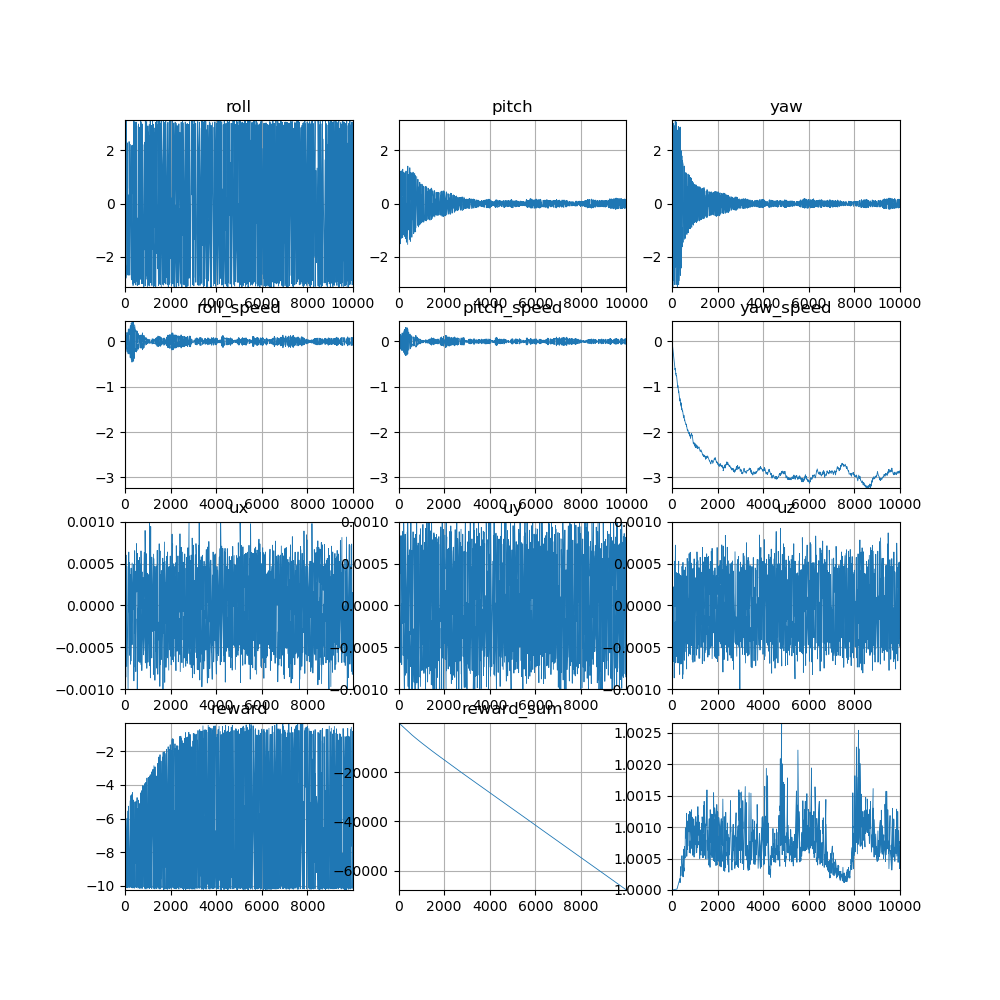 roll pitch yaw
2 2 2
0 0 0
−2 −2 −2
0 2000 4000 6000 8000 10000 0 2000 4000 6000 8000 10000 0 2000 4000 6000 8000 10000
roll_speed pitch_speed yaw_speed
0 0 0
−1 −1 −1
−2 −2 −2
−3 −3 −3
0 2000 4000 6000 8000 10000 0 2000 4000 6000 8000 10000 0 2000 4000 6000 8000 10000
ux uy uz
0.0010 0.0010 0.0010
0.0005 0.0005 0.0005
0.0000 0.0000 0.0000
−0.0005 −0.0005 −0.0005
−0.0010 −0.0010 −0.0010
0 2000 4000 6000 8000 0 2000 4000 6000 8000 0 2000 4000 6000 8000
reward reward_sum
−2 −20000 1.0025
−4 −40000 1.0020
−6 −60000 1.0015
−8 1.0010
−10 1.0005
1.0000
0 2000 4000 6000 8000 0 2000 4000 6000 8000 0 2000 4000 6000 8000 10000